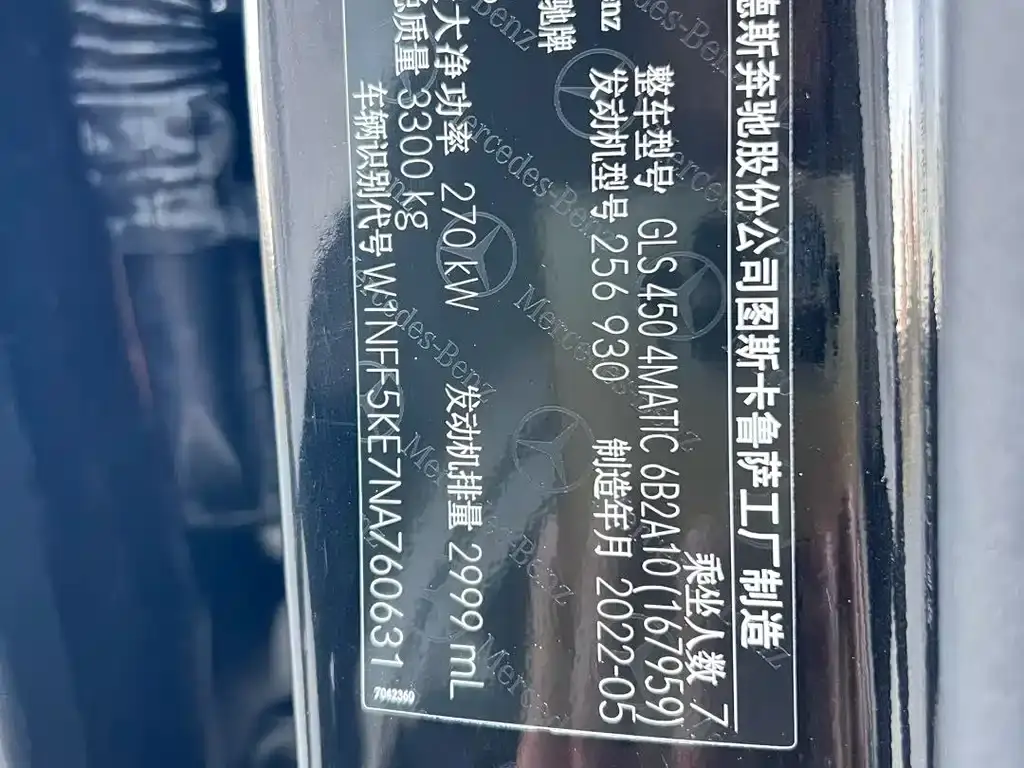 德斯奔驰股份公司图斯卡鲁萨工厂制造
乘坐人数 7
整车型号 GLS 450 4MATIC 6B2A10(167959)
发动机型号 256 930 制造年月 2022-05
驰牌
大净功率 270 kW 发动机排量 2999 mL
质量 3300 kg
车辆识别代号 W1NFF5KE7NA760631
7042360
Mercedes-Benz